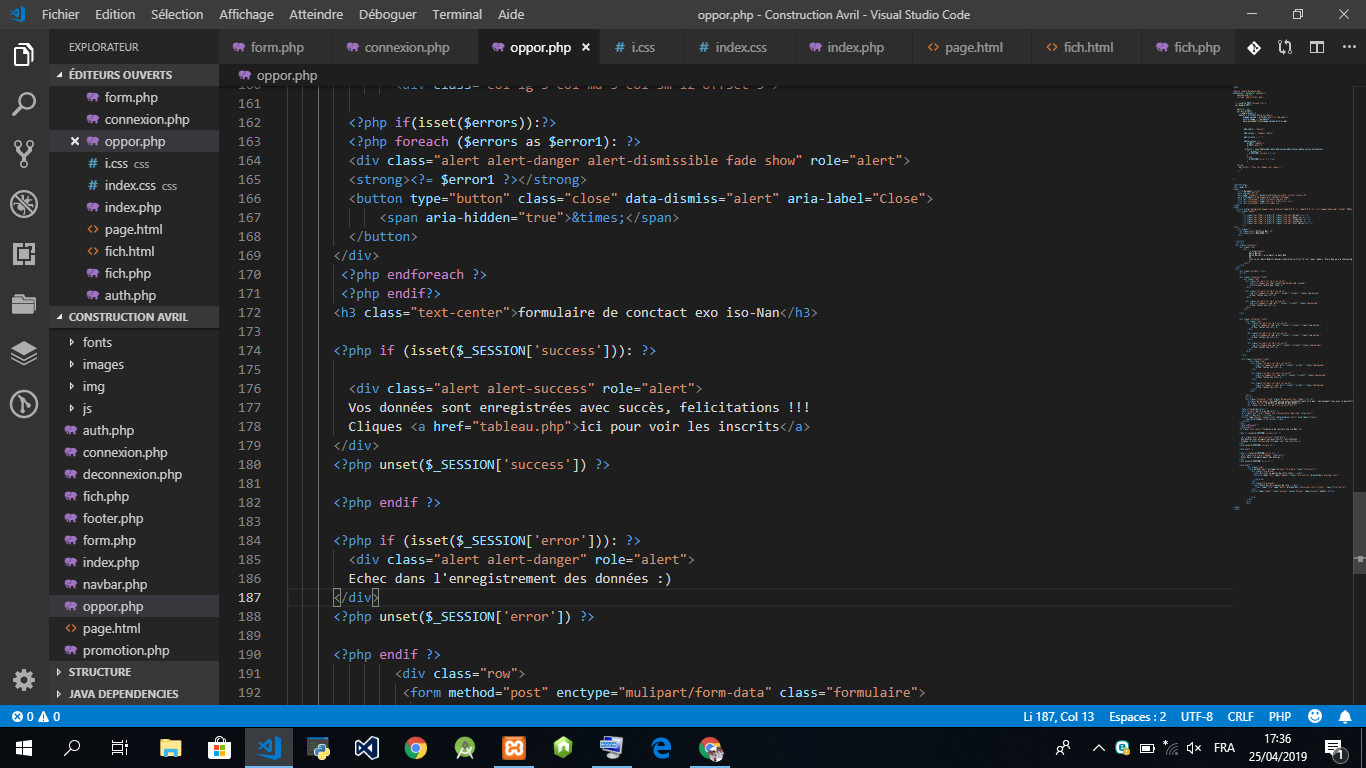 Fichier Edition Sélection Affichage Atteindre Déboguer Terminal Aide
oppor.php - Construction Avril - Visual Studio Code
EXPLORATEUR
form.php connexion.php oppor.php i.css index.css index.php page.html fich.html fich.php
oppor.php
ÉDITEURS OUVERTS
form.php
connexion.php
oppor.php
i.css css
index.css css
index.php
page.html
fich.html
fich.php
auth.php
CONSTRUCTION AVRIL
fonts
images
img
js
auth.php
connexion.php
deconnexion.php
fich.php
footer.php
form.php
index.php
navbar.php
oppor.php
page.html
promotion.php
STRUCTURE
JAVA DEPENDENCIES
161
162 <?php if(isset($errors)):?>
163 <?php foreach ($errors as $error1): ?>
164 <div class="alert alert-danger alert-dismissible fade show" role="alert">
165 <strong><?= $error1 ?></strong>
166 <button type="button" class="close" data-dismiss="alert" aria-label="Close">
167 <span aria-hidden="true">&times;</span>
168 </button>
169 </div>
170 <?php endforeach ?>
171 <?php endif?>
172 <h3 class="text-center">formulaire de conctact exo iso-Nan</h3>
173
174 <?php if (isset($_SESSION['success'])): ?>
175
176 <div class="alert alert-success" role="alert">
177 Vos données sont enregistrées avec succès, felicitations !!!
178 Cliques <a href="tableau.php">ici pour voir les inscrits</a>
179 </div>
180 <?php unset($_SESSION['success']) ?>
181
182 <?php endif ?>
183
184 <?php if (isset($_SESSION['error'])): ?>
185 <div class="alert alert-danger" role="alert">
186 Echec dans l'enregistrement des données :)
187 </div>
188 <?php unset($_SESSION['error']) ?>
189
190 <?php endif ?>
191 <div class="row">
192 <form method="post" enctype="mulipart/form-data" class="formulaire">
0 0
Li 187, Col 13 Espaces : 2 UTF-8 CRLF PHP
FRA
17:36
25/04/2019
1